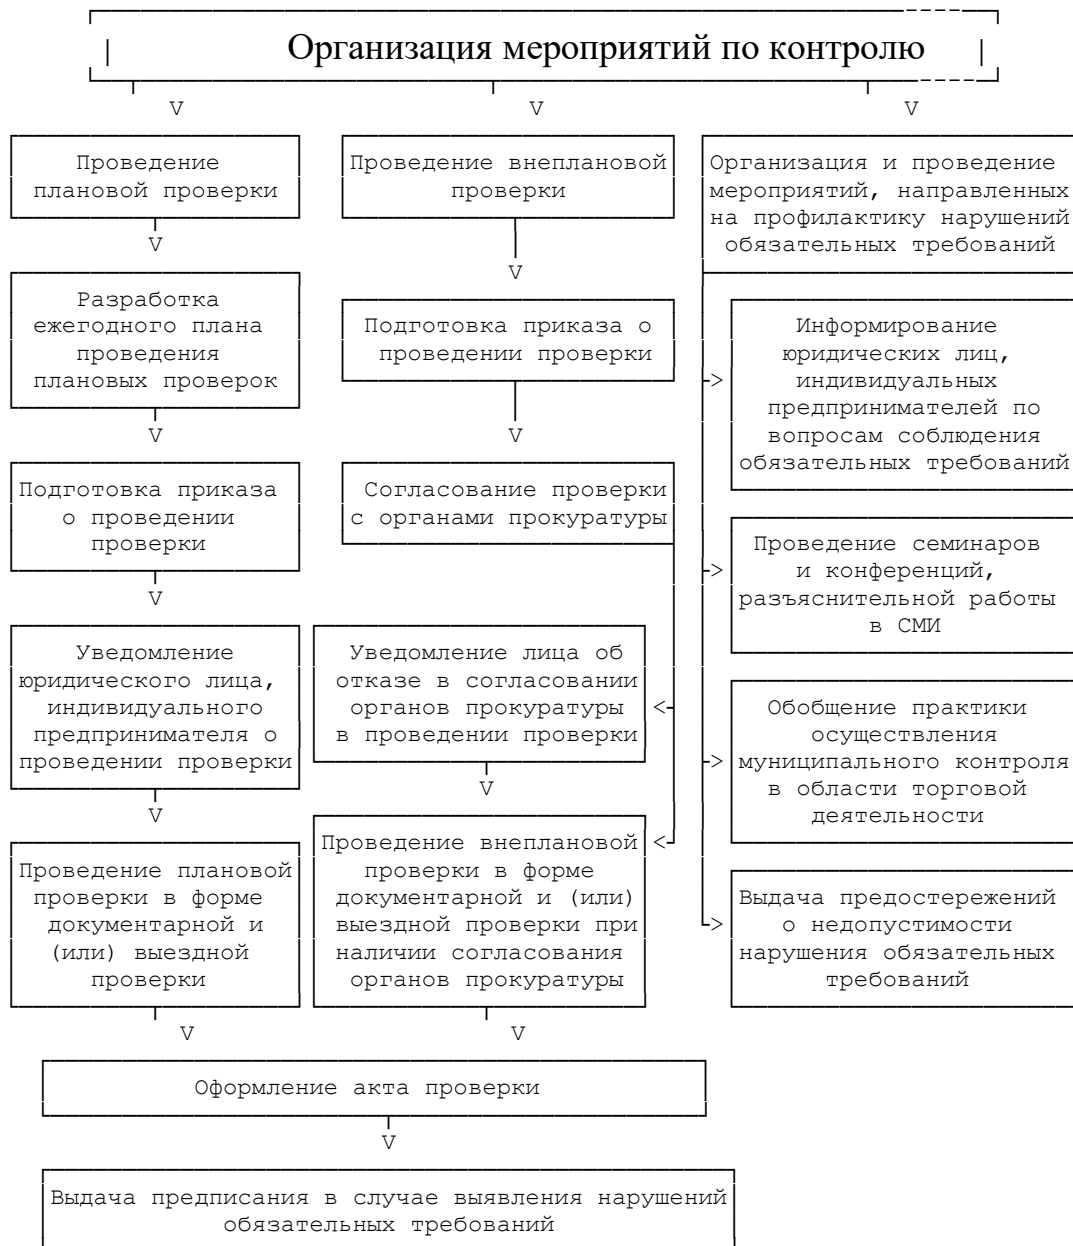 Организация мероприятий по контролю
V V V
Проведение
плановой проверки
V
Разработка
ежегодного плана
проведения
плановых проверок
V
Подготовка приказа
о проведении
проверки
V
Уведомление
юридического лица,
индивидуального
предпринимателя о
проведении проверки
V
Проведение плановой
проверки в форме
документарной и
(или) выездной
проверки
V
Проведение внеплановой
проверки
V
Подготовка приказа о
проведении проверки
V
Согласование проверки
с органами прокуратуры
Уведомление лица об
отказе в согласовании
органов прокуратуры <
в проведении проверки
V
Проведение внеплановой <
проверки в форме
документарной и (или)
выездной проверки при
наличии согласования
органов прокуратуры
V
Организация и проведение
мероприятий, направленных
на профилактику нарушений
обязательных требований
Информирование
юридических лиц,
> индивидуальных
предпринимателей по
вопросам соблюдения
обязательных требований
Проведение семинаров
> и конференций,
разъяснительной работы
в СМИ
Обобщение практики
осуществления
> муниципального контроля
в области торговой
деятельности
Выдача предостережений
> о недопустимости
нарушения обязательных
требований
Оформление акта проверки
V
Выдача предписания в случае выявления нарушений
обязательных требований